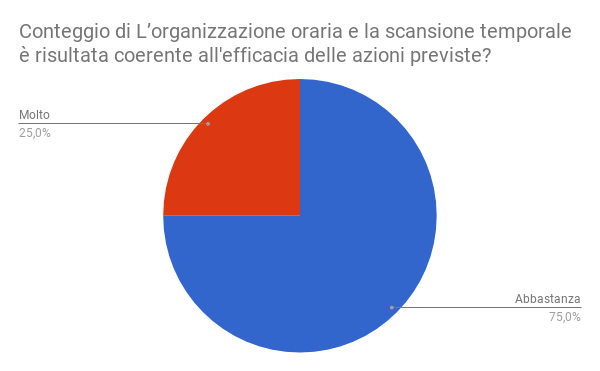 Conteggio di L’organizzazione oraria e la scansione temporale
è risultata coerente all'efficacia delle azioni previste?
Molto
25,0%
Abbastanza
75,0%